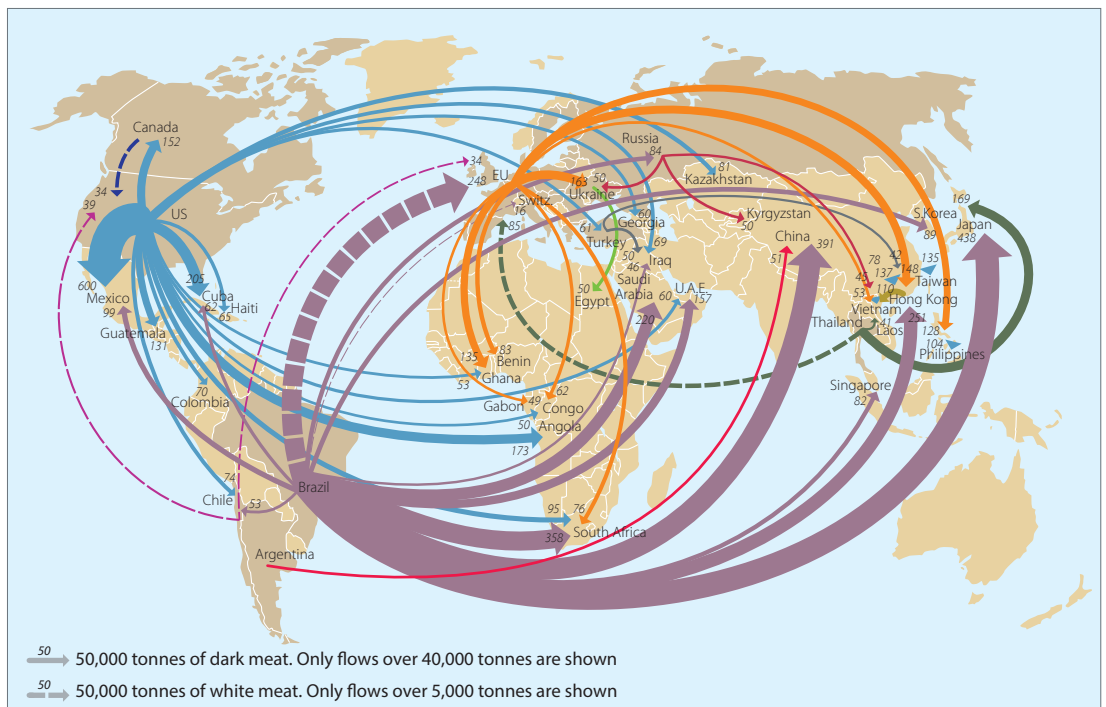 Canada
152
34
39
US
600
Mexico
99
Guatemala
131
205
Cuba
62
Haiti
65
70
Colombia
74
Chile
53
Brazil
Argentina
34
248
EU
Switz.
16
85
163
50
Ukraine
Russia
84
81
Kazakhstan
60
Georgia
61
Turkey
69
Iraq
50
46
Saudi
Arabia
60
220
U.A.E.
157
50
Egypt
Kyrgyzstan
50
China
391
51
S.Korea
89
169
Japan
438
42
78
137
148
135
Taiwan
45
53
110
Hong Kong
Vietnam
251
Thailand
41
Laos
128
104
Philippines
Singapore
82
135
83
Benin
Ghana
53
Gabon
49
62
Congo
50
Angola
173
95
76
358
South Africa
50
50,000 tonnes of dark meat. Only flows over 40,000 tonnes are shown
50
50,000 tonnes of white meat. Only flows over 5,000 tonnes are shown